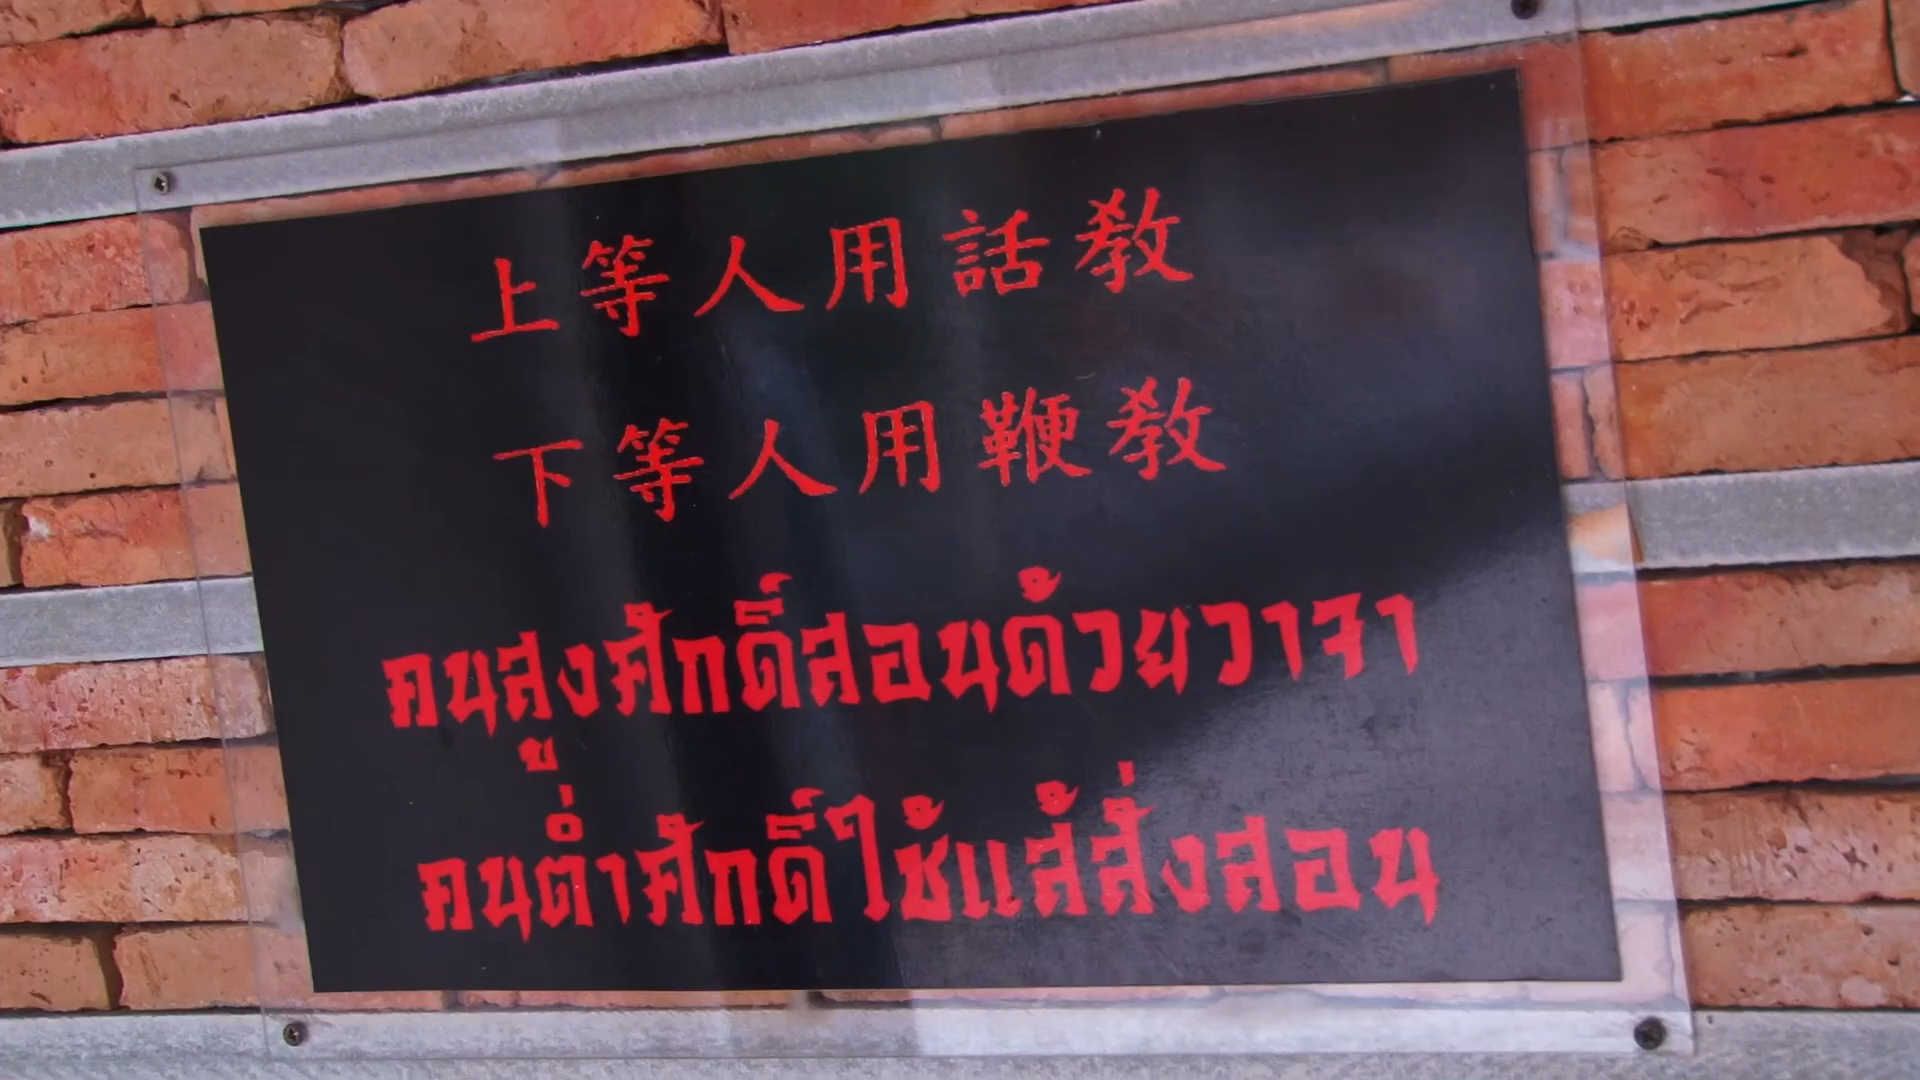 上等人用話教
下等人用鞭教
คนสูงศักดิ์สอนด้วยวาจา
คนต่ำศักดิ์ใช้แส้สั่งสอน